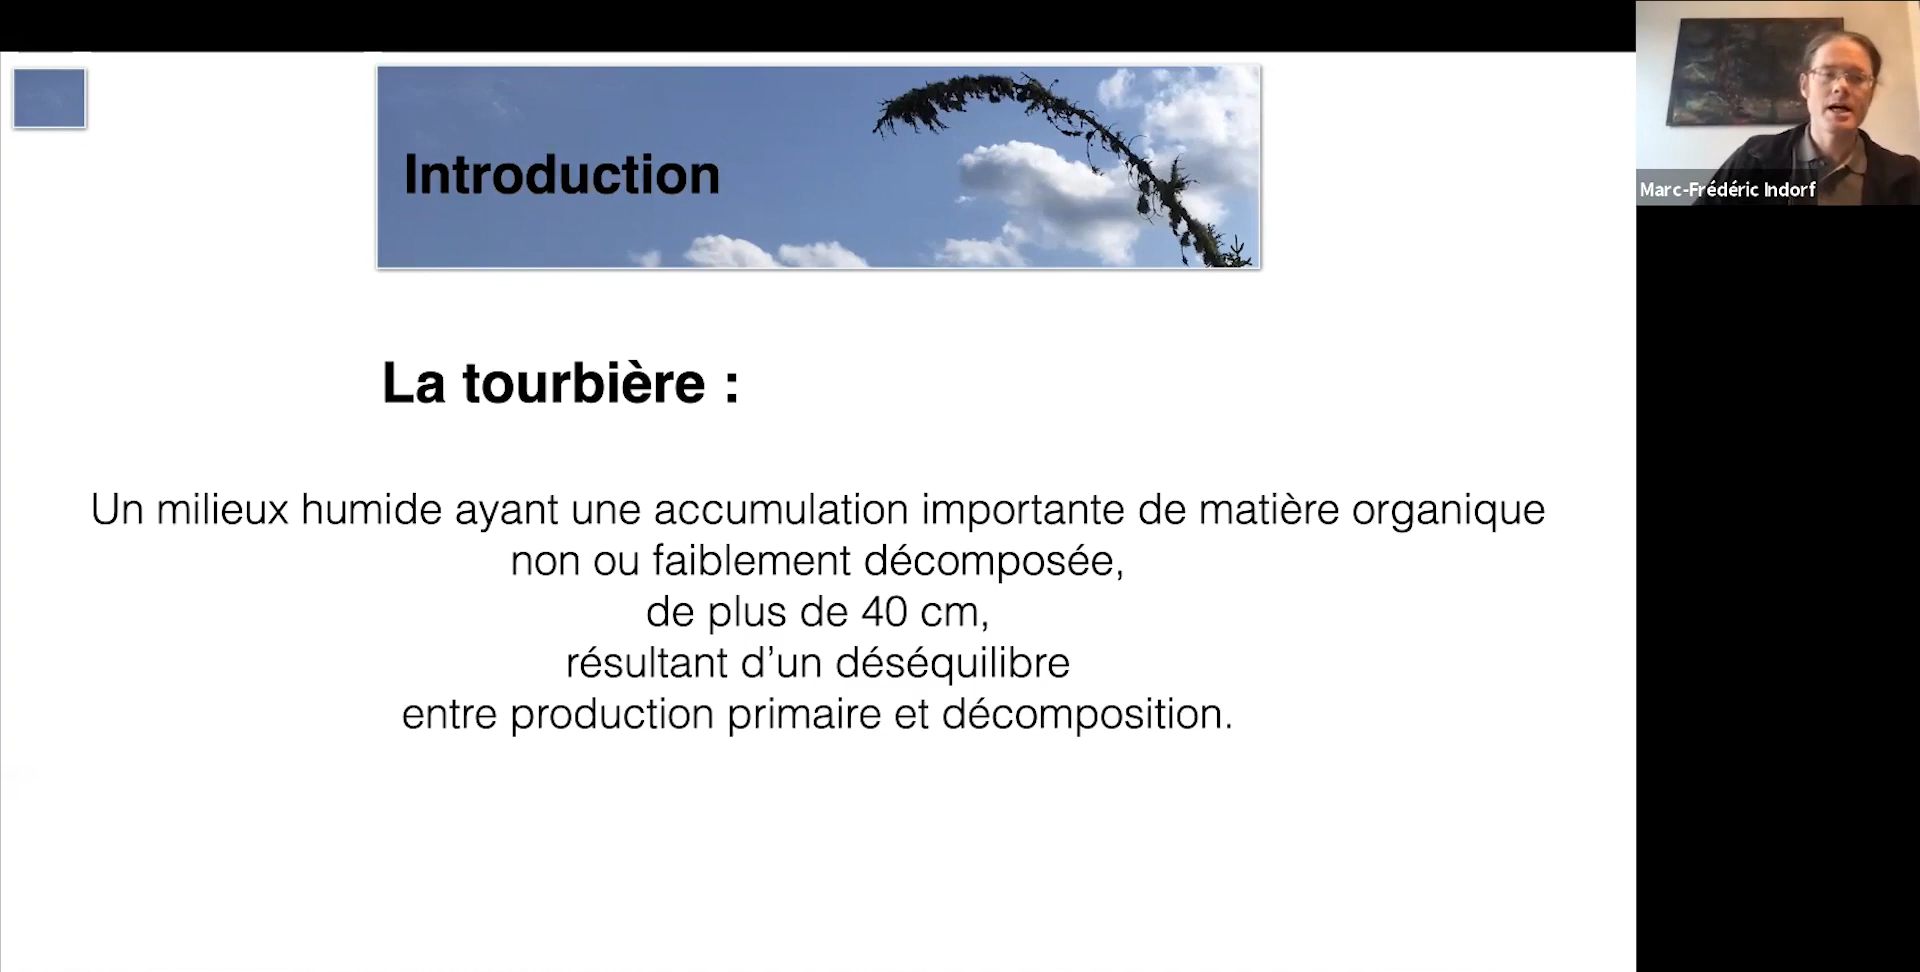 Introduction
Marc-Frédéric Indorf
La tourbière :
Un milieux humide ayant une accumulation importante de matière organique
non ou faiblement décomposée,
de plus de 40 cm,
résultant d’un déséquilibre
entre production primaire et décomposition.